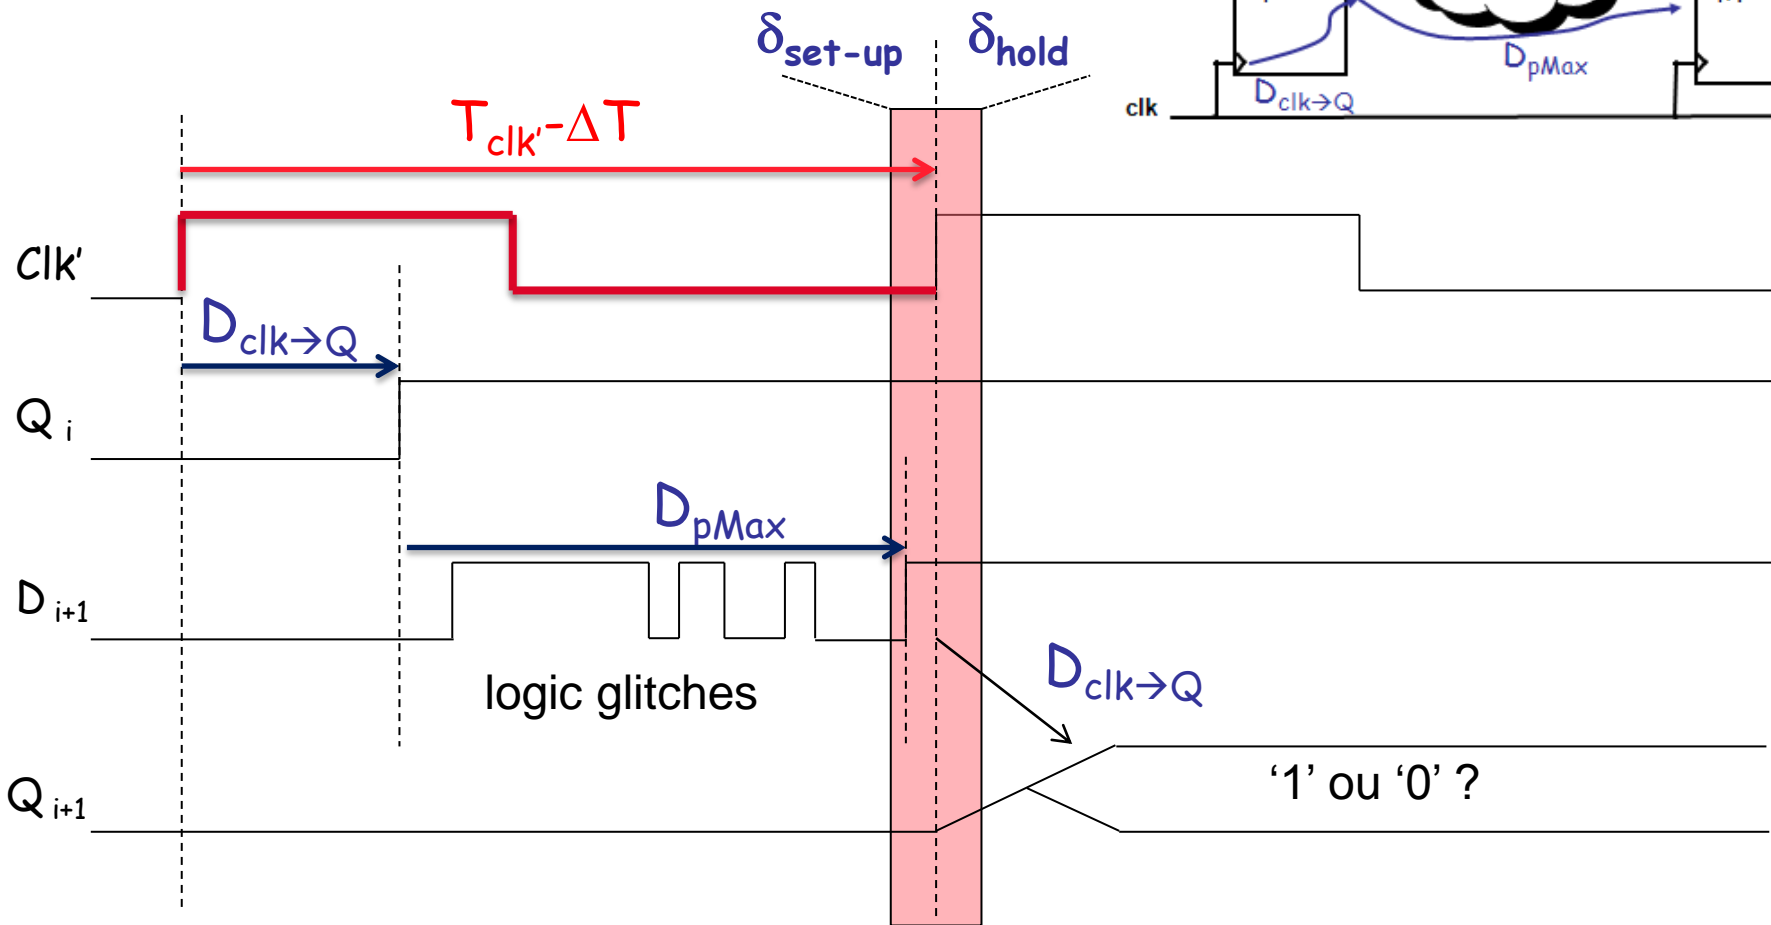 δset-up δhold
DpMax
Dclk→Q
clk
Tclk'-ΔT
Clk'
Dclk→Q
Q i
DpMax
D i+1
logic glitches
Dclk→Q
Q i+1
‘1’ ou ‘0’ ?